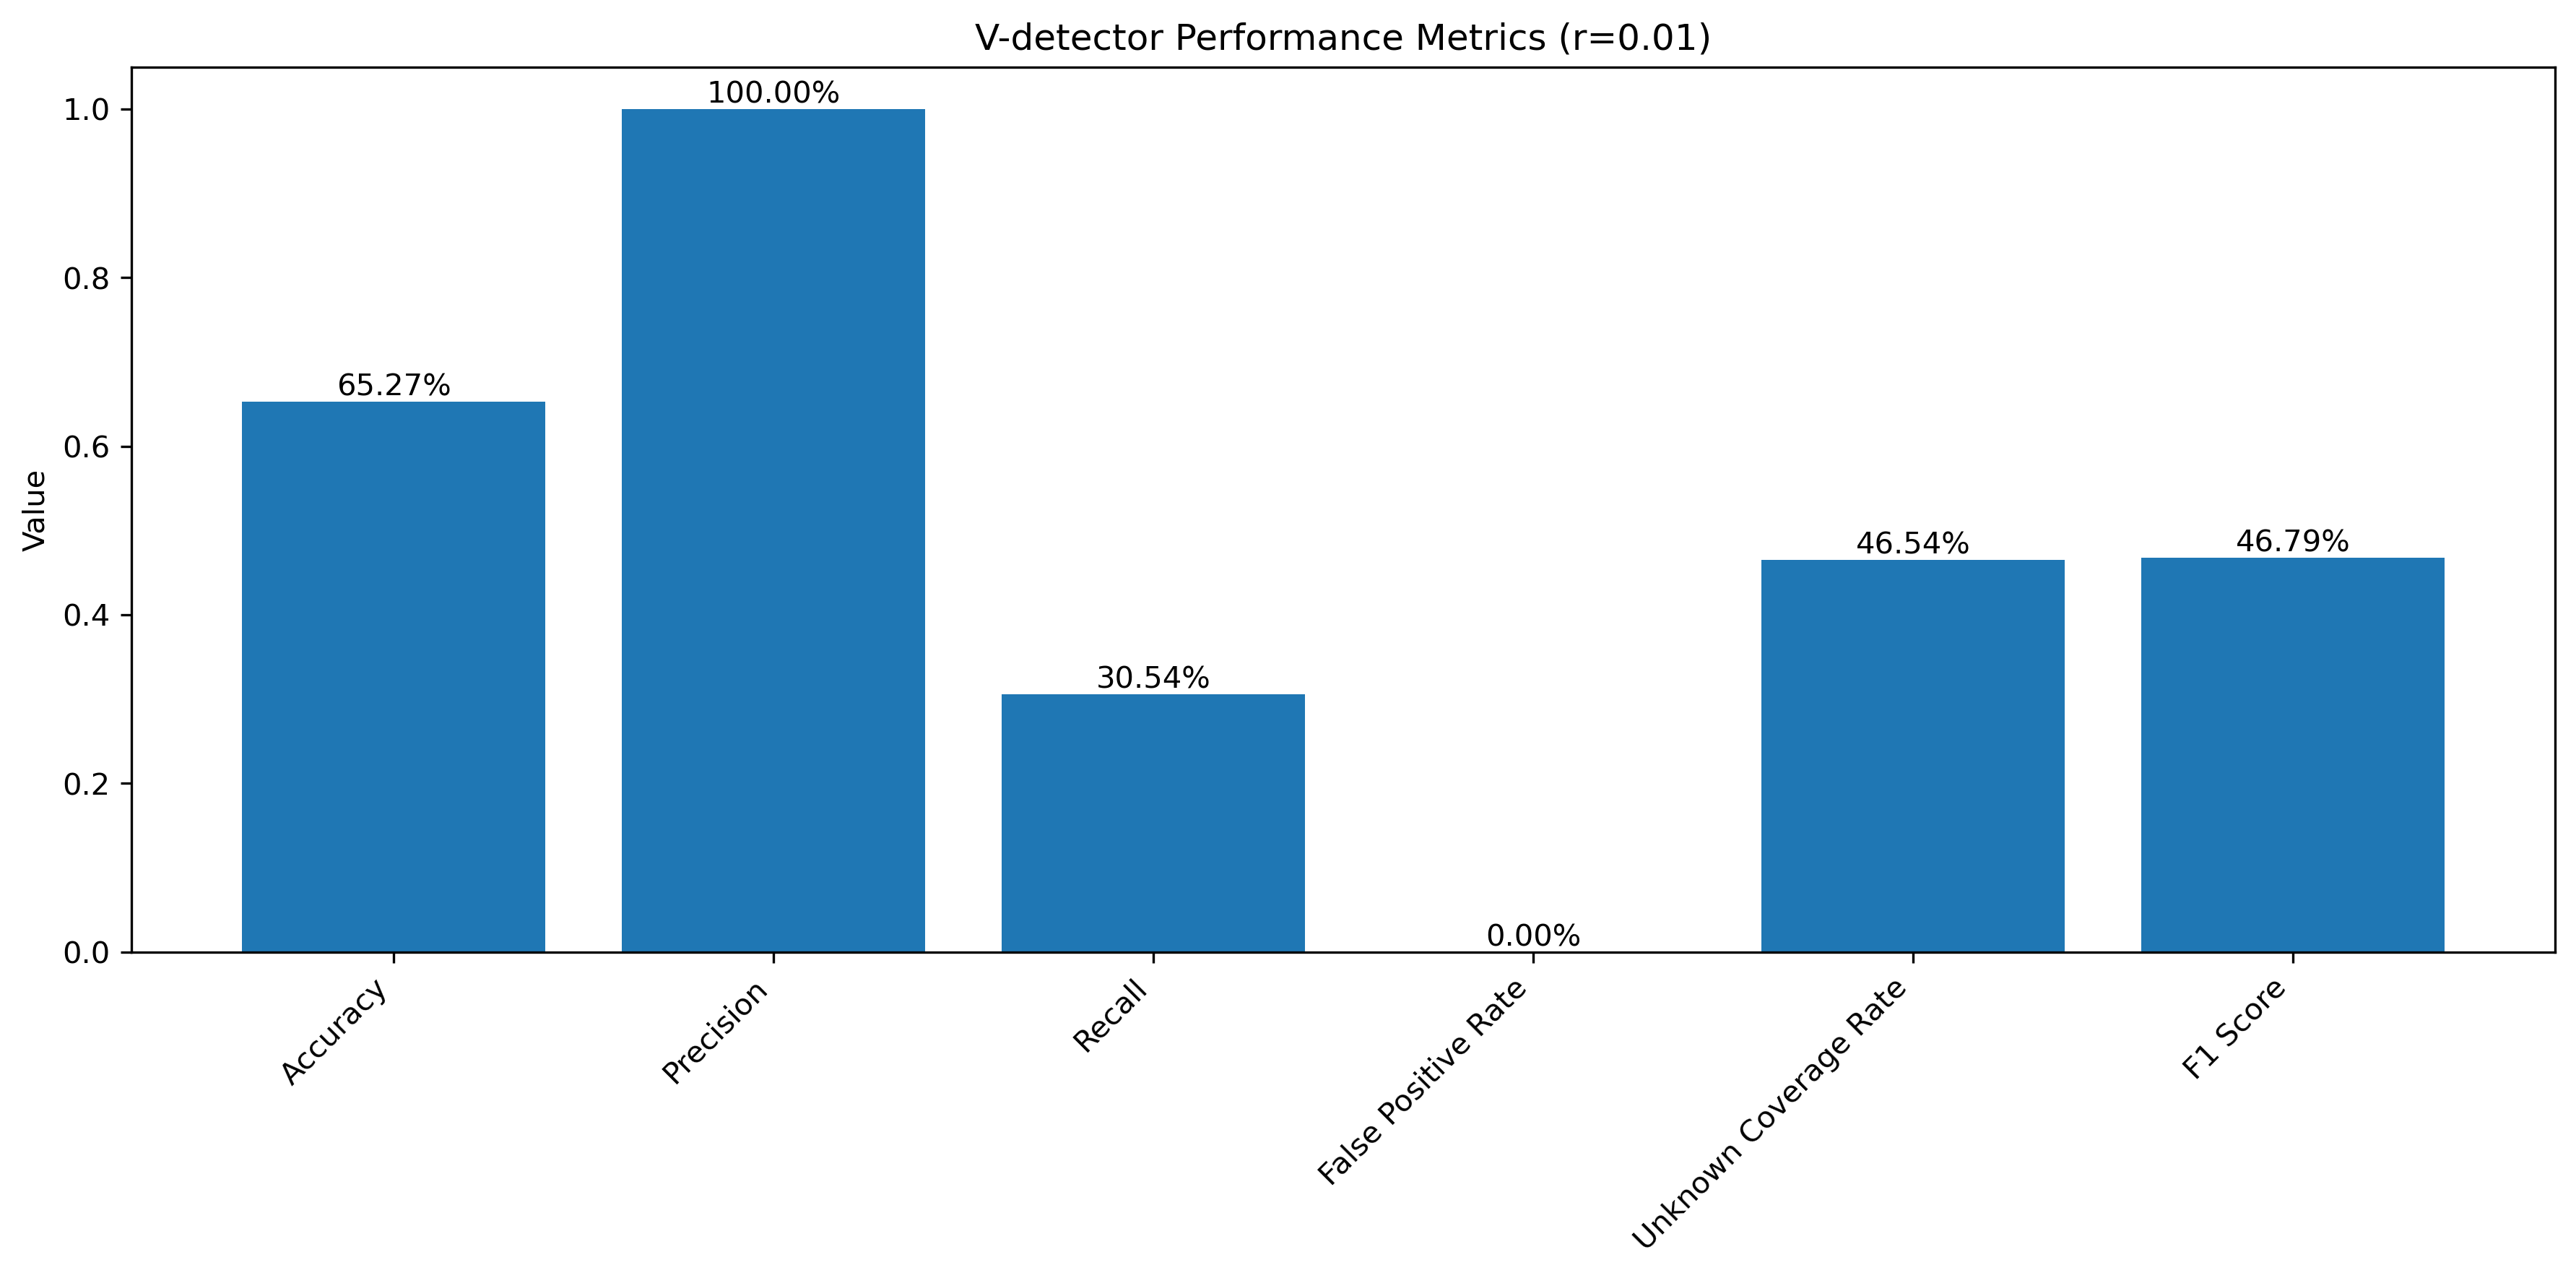 V-detector Performance Metrics (r=0.01)
Value
1.0
0.8
0.6
0.4
0.2
0.0
65.27%
100.00%
30.54%
0.00%
46.54%
46.79%
Accuracy
Precision
Recall
False Positive Rate
Unknown Coverage Rate
F1 Score